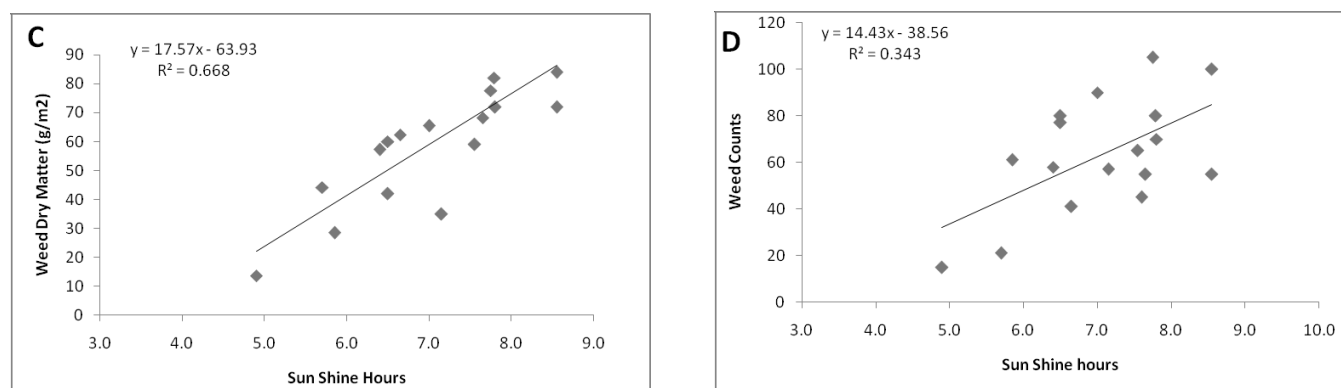 C
y = 17.57x - 63.93
R² = 0.668
90
80
70
60
50
40
30
20
10
0
Weed Dry Matter (g/m2)
3.0 4.0 5.0 6.0 7.0 8.0 9.0
Sun Shine Hours
D
y = 14.43x - 38.56
R² = 0.343
120
100
80
60
40
20
0
Weed Counts
3.0 4.0 5.0 6.0 7.0 8.0 9.0 10.0
Sun Shine hours